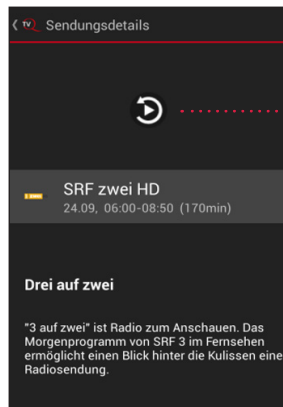 TV
Sendungsdetails
SRF zwei HD
24.09, 06:00-08:50 (170min)
Drei auf zwei
"3 auf zwei" ist Radio zum Anschauen. Das
Morgenprogramm von SRF 3 im Fernsehen
ermöglicht einen Blick hinter die Kulissen eine
Radiosendung.